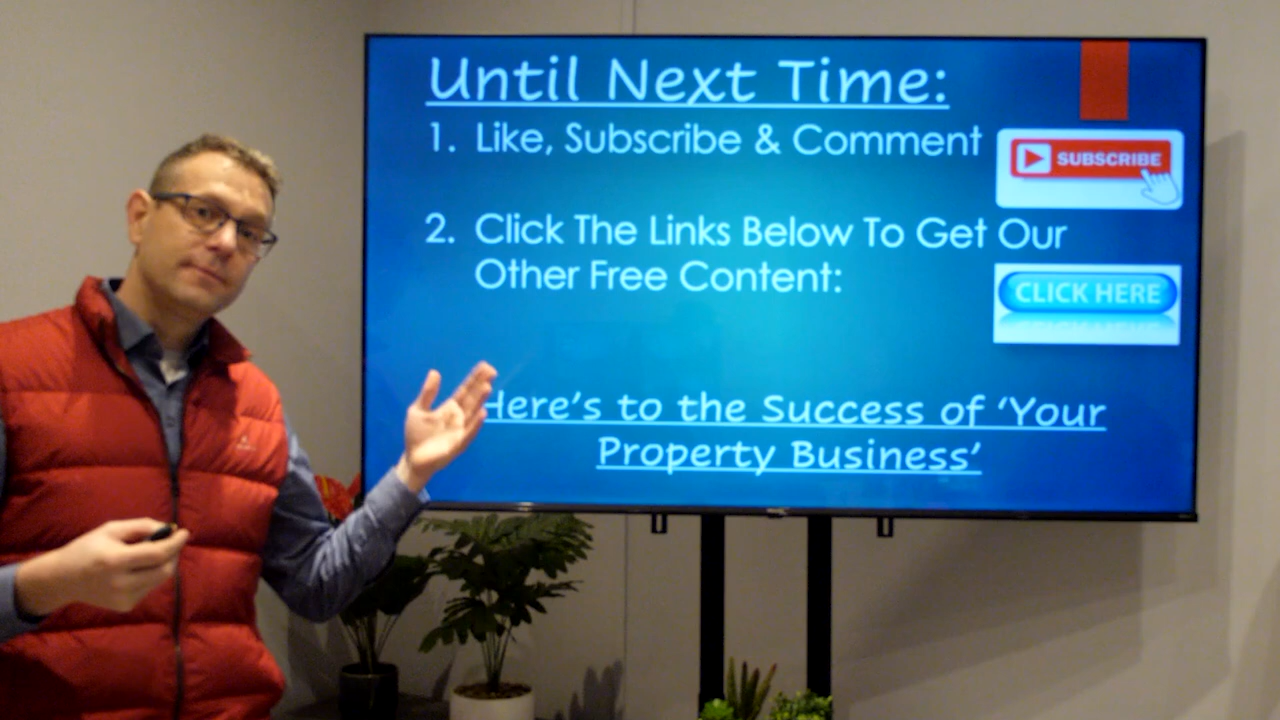 Until Next Time:
1. Like, Subscribe & Comment
SUBSCRIBE
2. Click The Links Below To Get Our
Other Free Content:
CLICK HERE
Here's to the Success of ‘Your
Property Business’